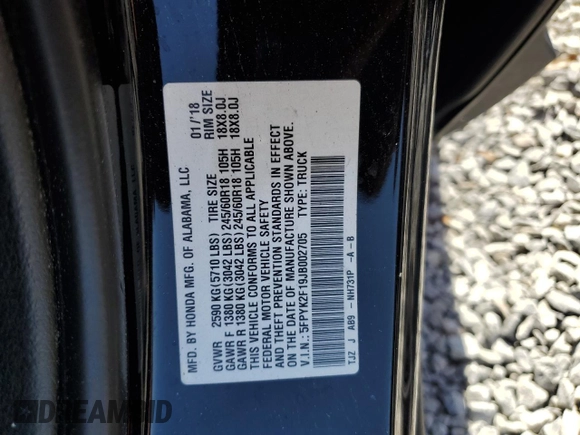 MFD. BY HONDA MFG. OF ALABAMA, LLC 01/'18
GVWR 2590 KG(5710 LBS) TIRE SIZE RIM SIZE
GAWR F 1380 KG(3042 LBS) 245/60R18 105H 18X8.0J
GAWR R 1380 KG(3042 LBS) 245/60R18 105H 18X8.0J
THIS VEHICLE CONFORMS TO ALL APPLICABLE
FEDERAL MOTOR VEHICLE SAFETY
AND THEFT PREVENTION STANDARDS IN EFFECT
ON THE DATE OF MANUFACTURE SHOWN ABOVE.
V.I.N.: 5FPYK2F19JB002705 TYPE: TRUCK
TJZ J AB9 - NH731P -A-B
DREAMBID